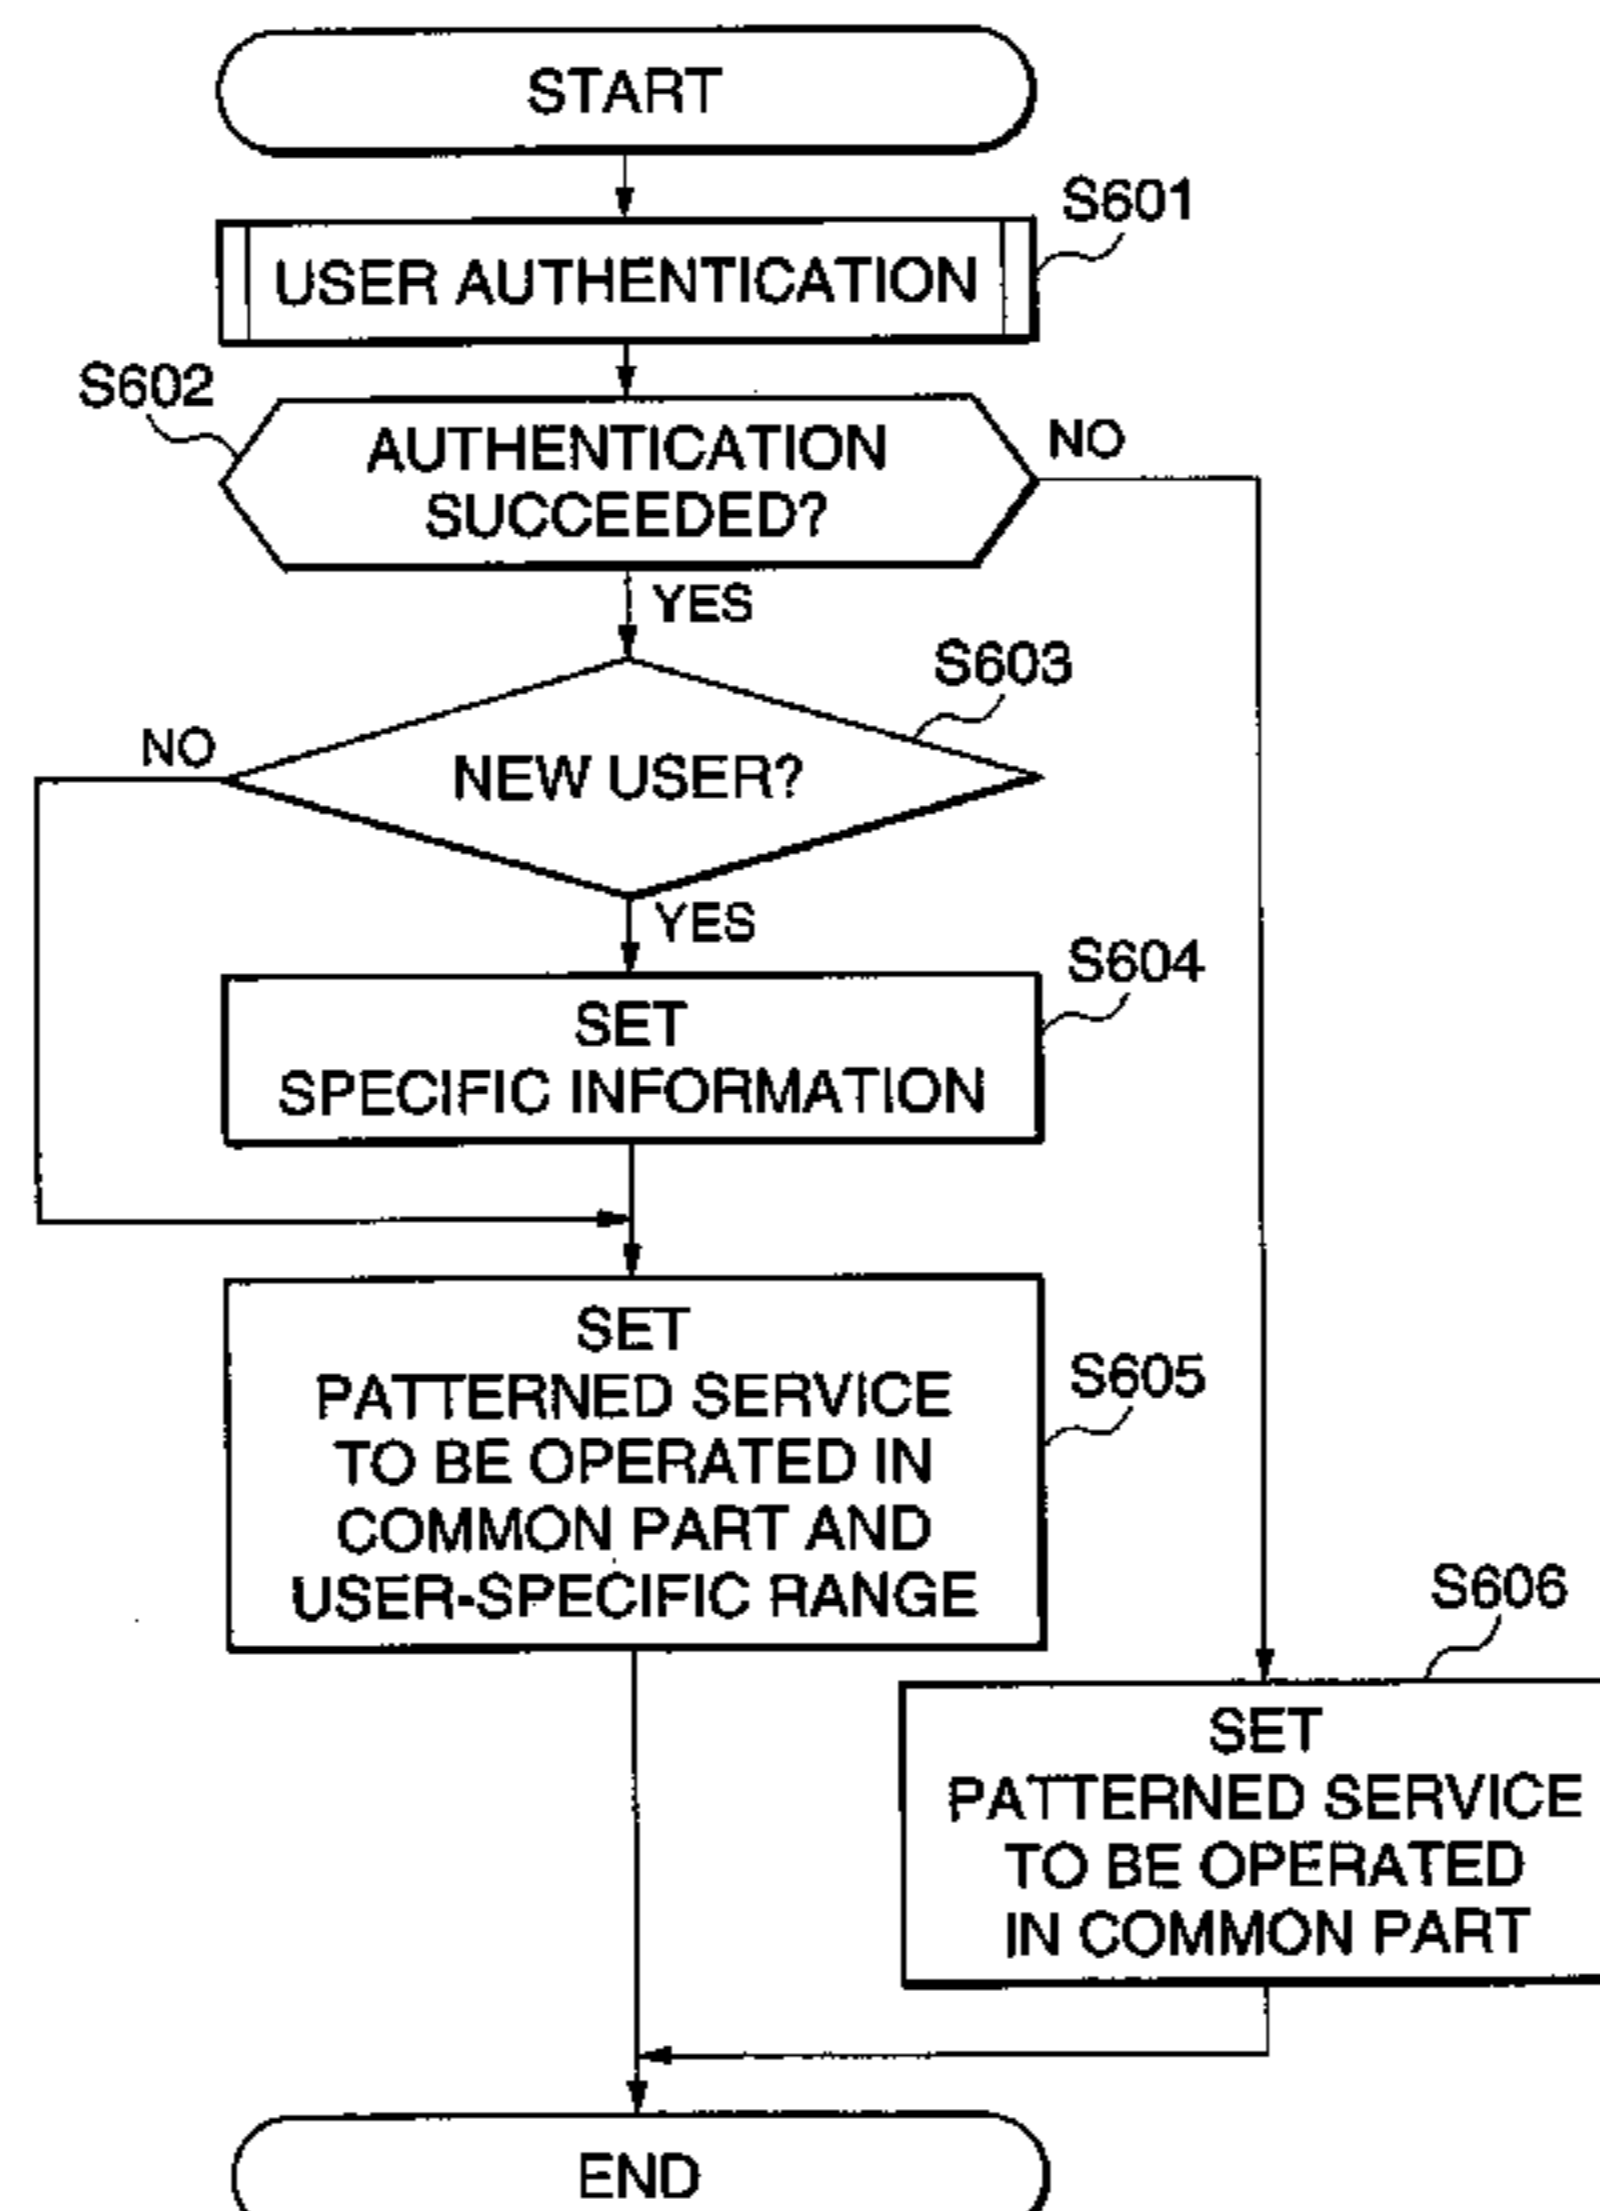 START
S601
USER AUTHENTICATION
S602
AUTHENTICATION
SUCCEEDED?
NO
YES
S603
NO
NEW USER?
YES
S604
SET
SPECIFIC INFORMATION
SET
PATTERNED SERVICE
TO BE OPERATED IN
COMMON PART AND
USER-SPECIFIC RANGE
S605
S606
SET
PATTERNED SERVICE
TO BE OPERATED
IN COMMON PART
END